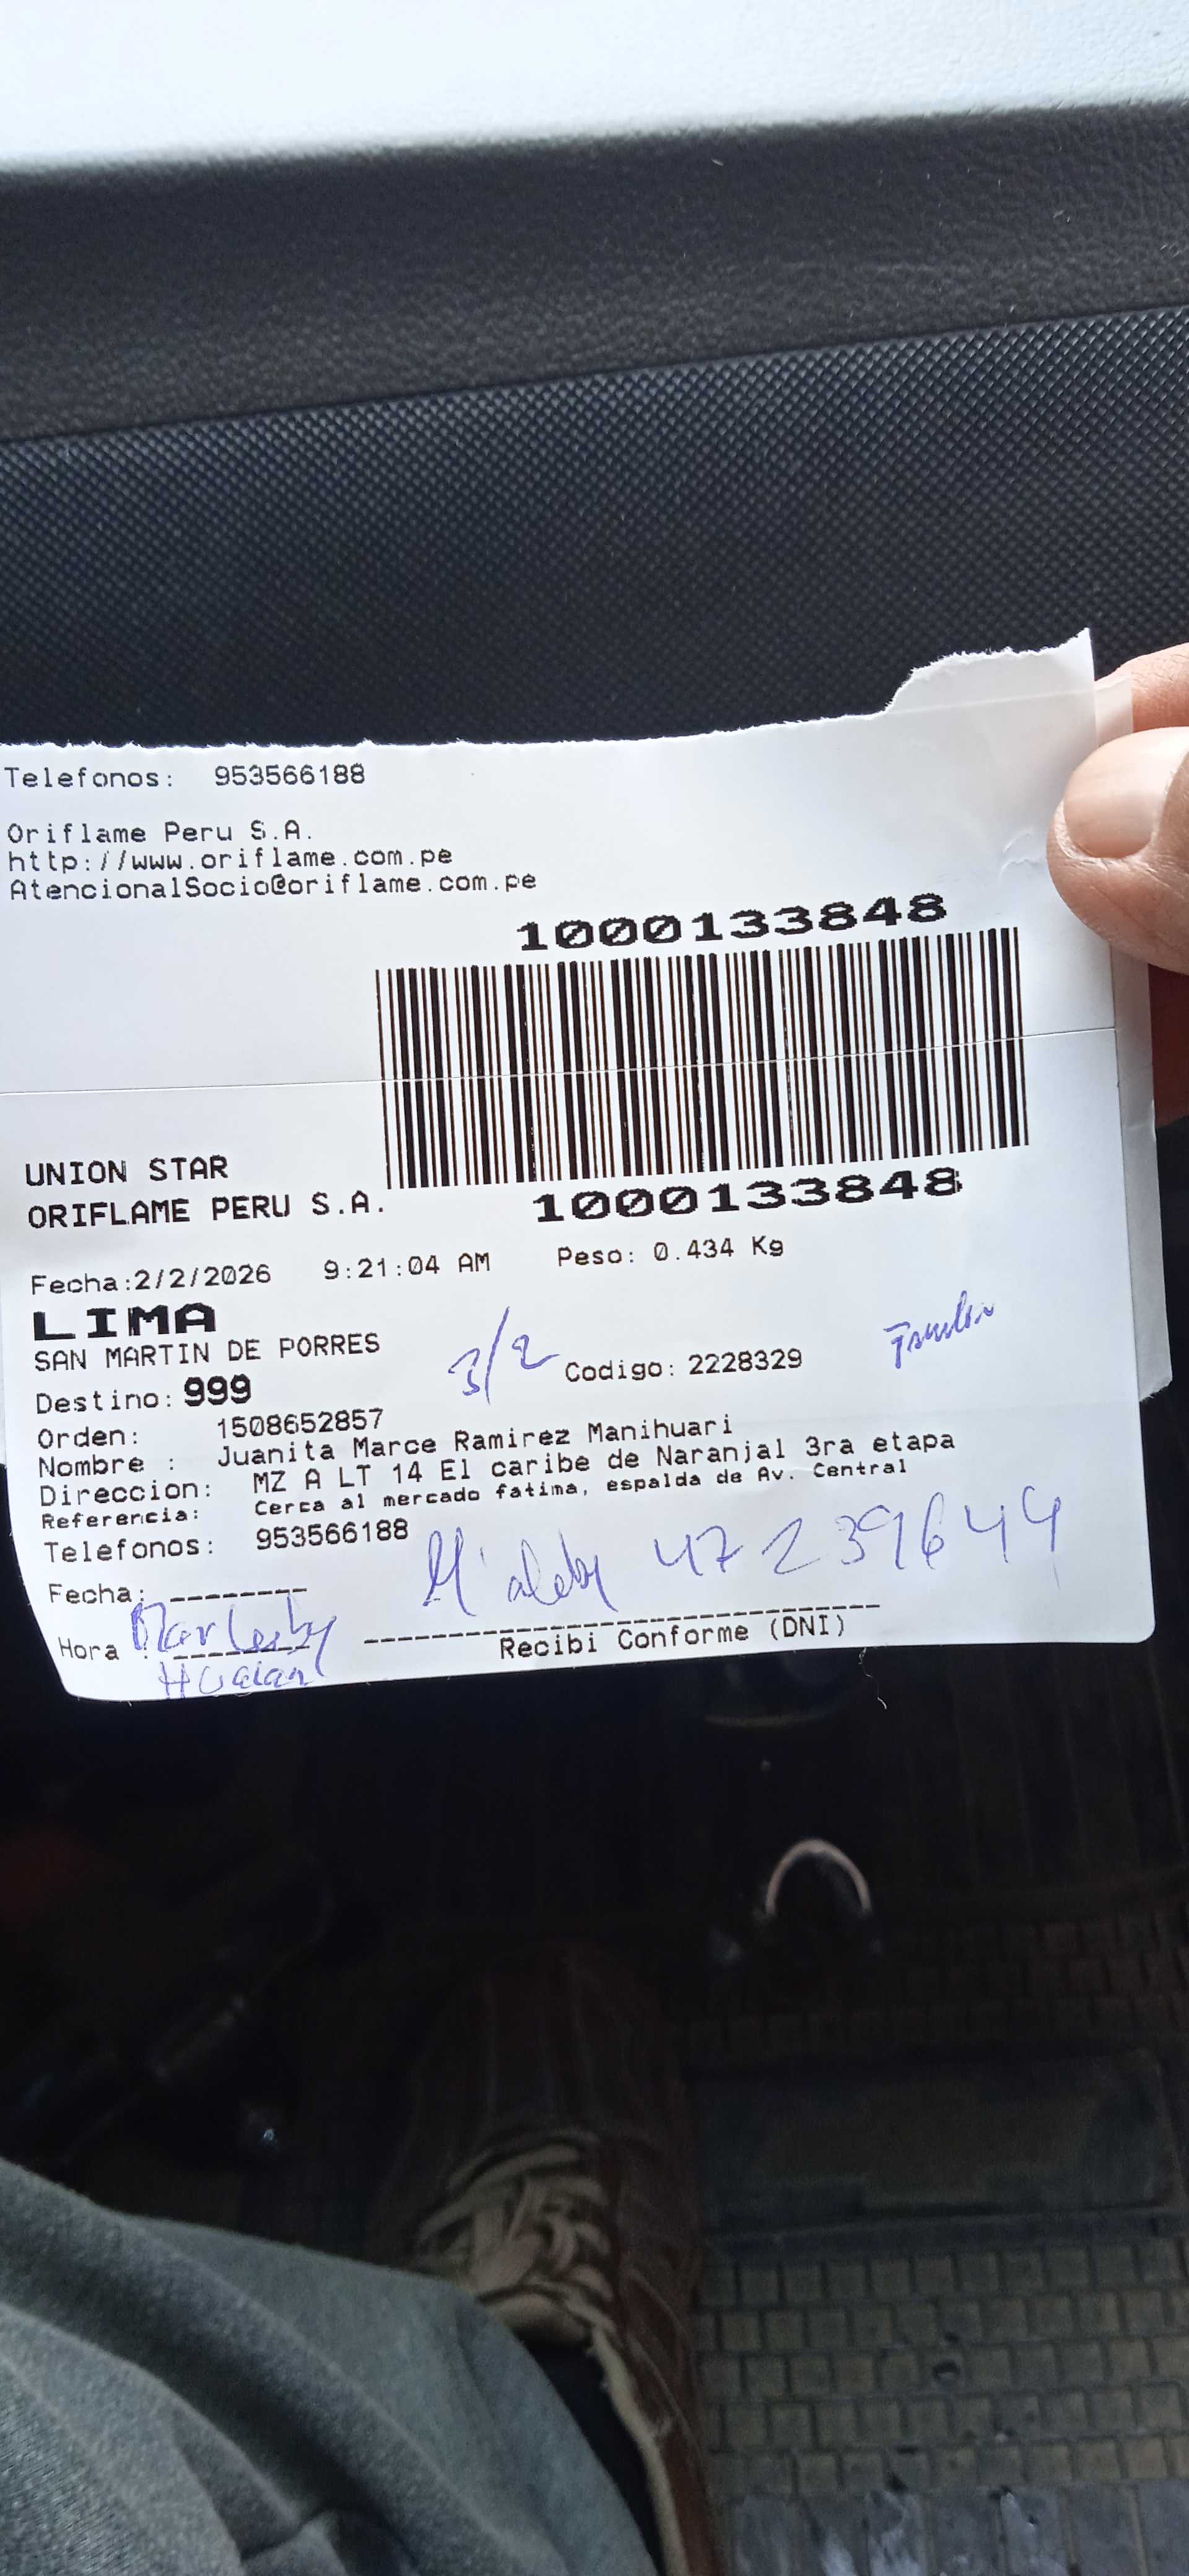 Telefonos: 953566188
Oriflame Peru S.A.
http://www.oriflame.com.pe
AtencionalSocio@oriflame.com.pe
1000133848
1000133848
UNION STAR
ORIFLAME PERU S.A.
Fecha:2/2/2026 9:21:04 AM Peso: 0.434 Kg
LIMA
SAN MARTIN DE PORRES
3/2
Destino: 999 Codigo: 2228329
Orden: 1508652857
Nombre : Juanita Marce Ramirez Manihuari
Direccion: MZ A LT 14 El caribe de Naranjal 3ra etapa
Referencia: Cerca al mercado fatima, espalda de Av. Central
Telefonos: 953566188
47239644
Fecha: ---------
Hora : --------
Recibi Conforme (DNI)